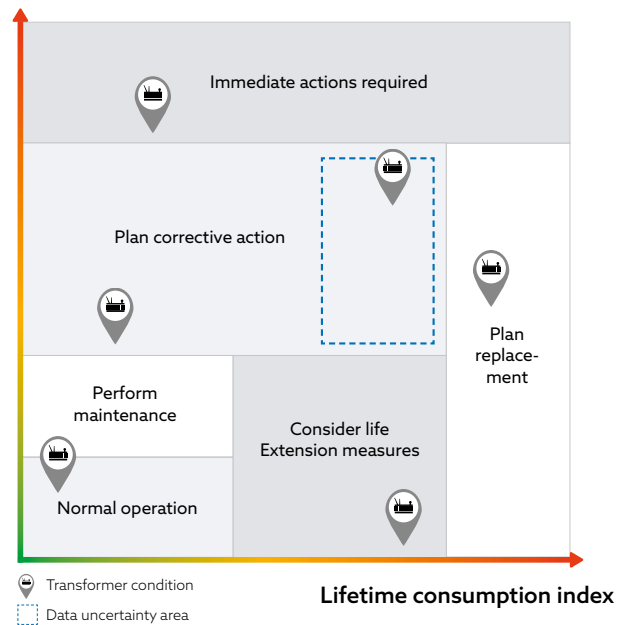 Immediate actions required
Plan corrective action
Plan
replace-
ment
Perform
maintenance
Consider life
Extension measures
Normal operation
Transformer condition
Lifetime consumption index
Data uncertainty area